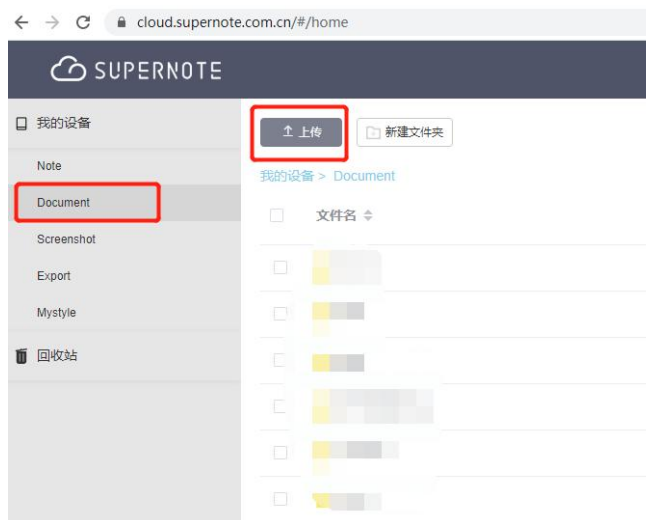 cloud.supernote.com.cn/#/home
SUPERNOTE
我的设备
Note
Document
Screenshot
Export
Mystyle
回收站
上传
新建文件夹
我的设备 > Document
文件名